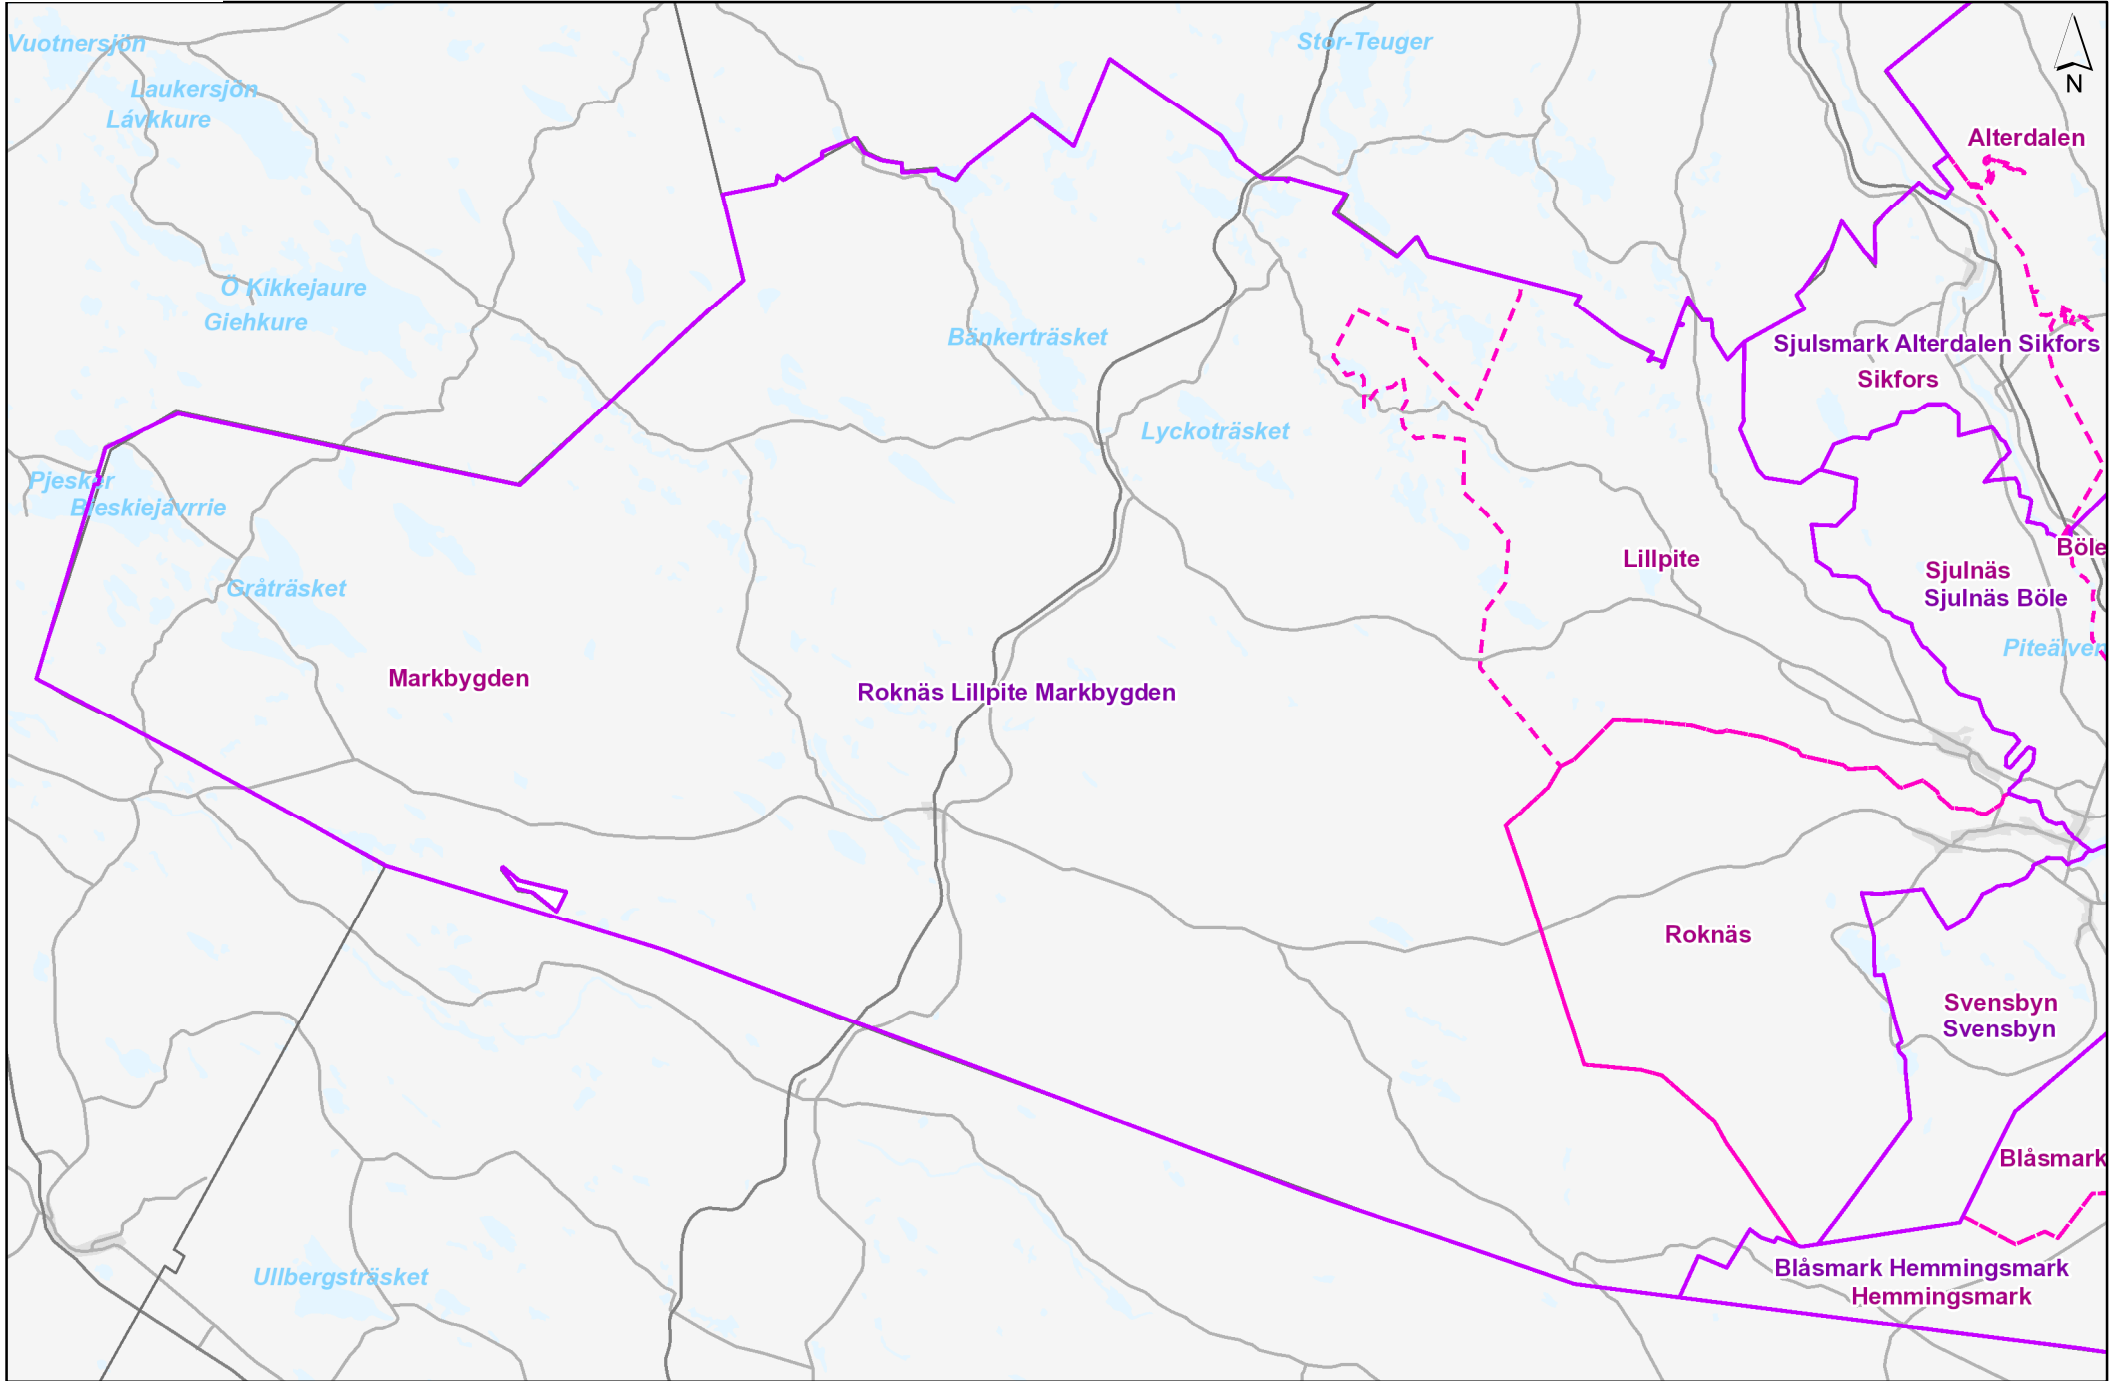 Vuotnersjön
Stor-Teuger
Laukersjön
Lávkkure
N
Alterdalen
Ö Kikkejaure
Giehkure
Bänkerträsket
Sjulsmark Alterdalen Sikfors
Sikfors
Lyckoträsket
Pjesker
Bieskiejávrrie
Böle
Lillpite
Sjulnäs
Sjulnäs Böle
Gråträsket
Piteälven
Markbygden
Roknäs Lillpite Markbygden
Roknäs
Svensbyn
Svensbyn
Blåsmark
Blåsmark Hemmingsmark
Hemmingsmark
Ullbergsträsket